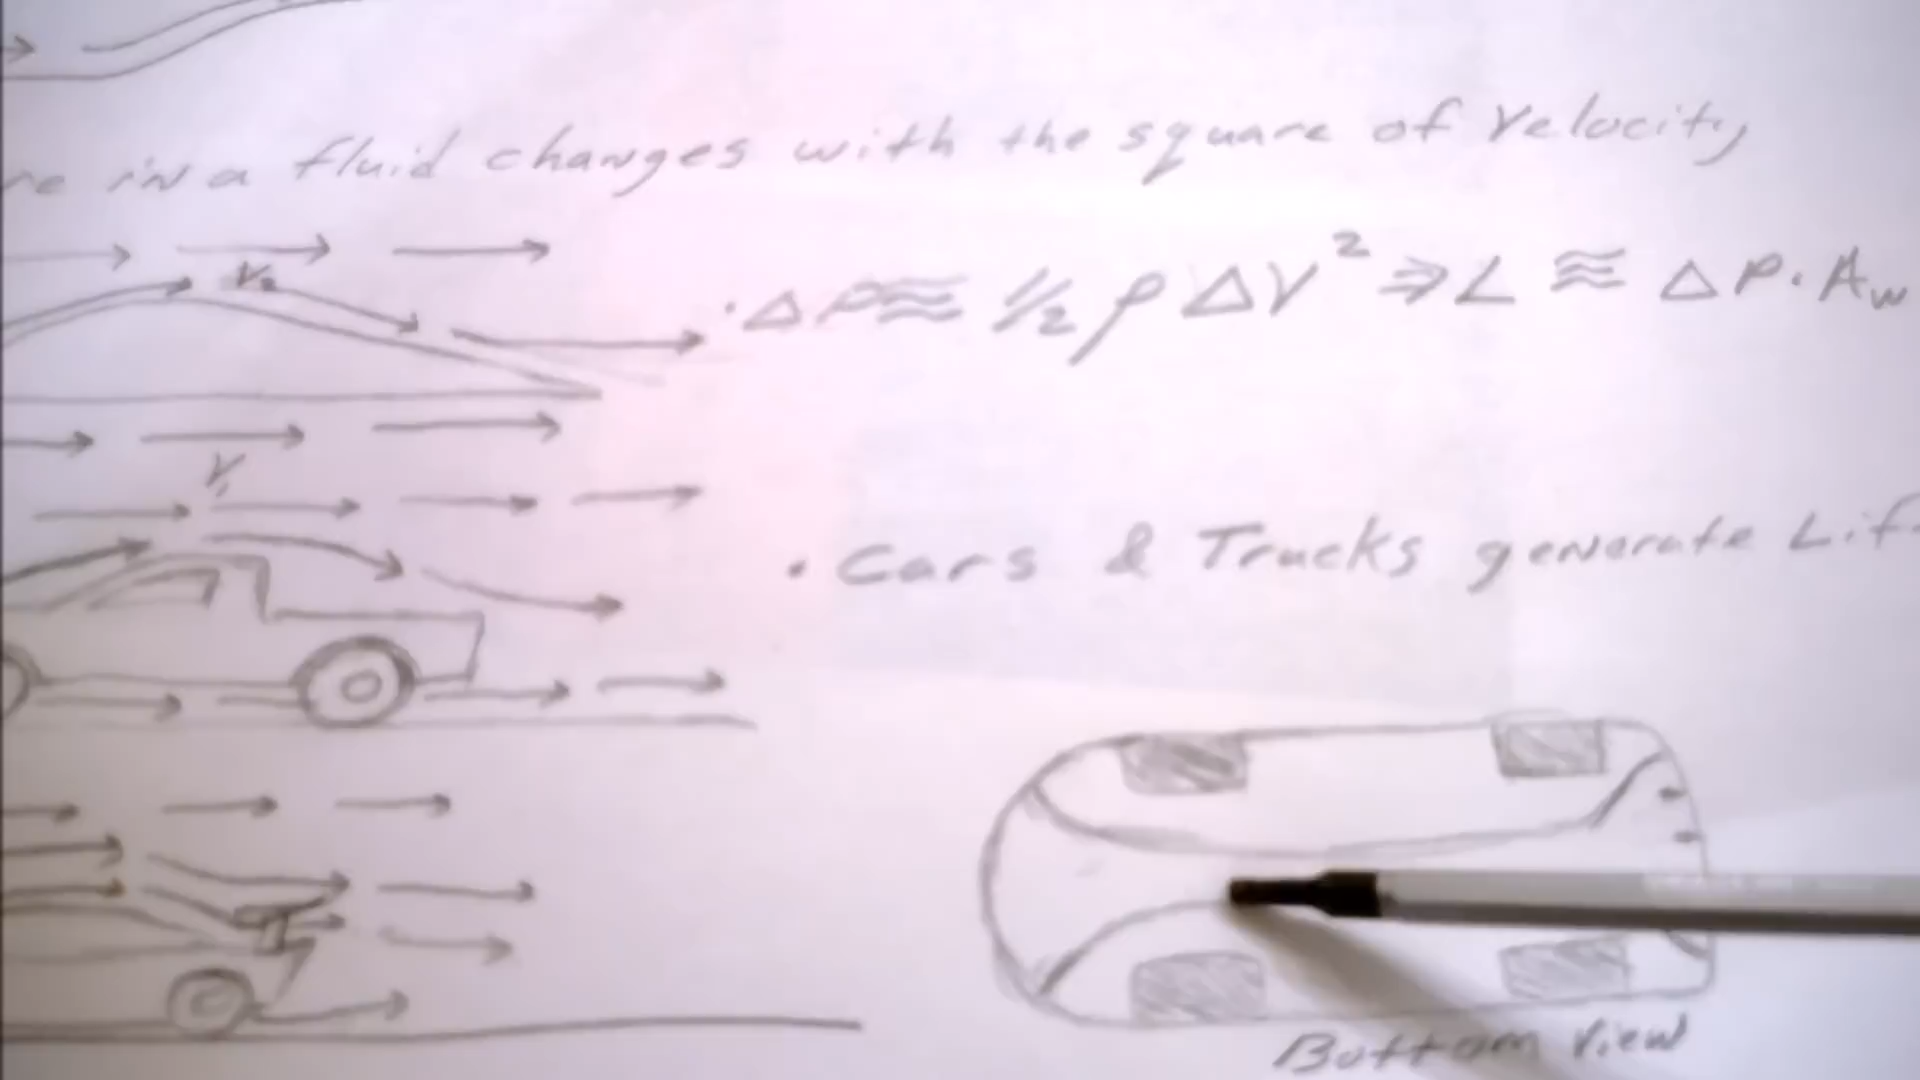 re in a fluid changes with the square of Velocity
V₂
· ΔP ≈ ½ ρ ΔV² ⇒ L ≈ ΔP · Aw
V₁
· Cars & Trucks generate Lif
Bottom View